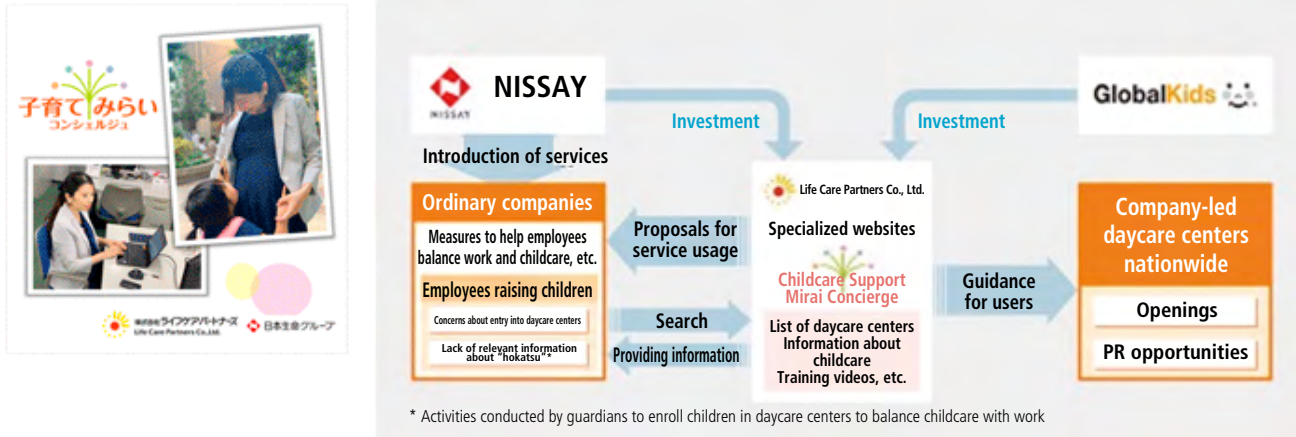 子育てみらい
コンシェルジュ
株式会社ライフケアパートナーズ
Life Care Partners Co.,Ltd.
日本生命グループ
NISSAY
NISSAY
GlobalKids
Investment
Investment
Introduction of services
Ordinary companies
Measures to help employees
balance work and childcare, etc.
Employees raising children
Concerns about entry into daycare centers
Lack of relevant information
about "hokatsu"*
Proposals for
service usage
Search
Providing information
Life Care Partners Co., Ltd.
Specialized websites
Childcare Support
Mirai Concierge
List of daycare centers
Information about
childcare
Training videos, etc.
Guidance
for users
Company-led
daycare centers
nationwide
Openings
PR opportunities
* Activities conducted by guardians to enroll children in daycare centers to balance childcare with work